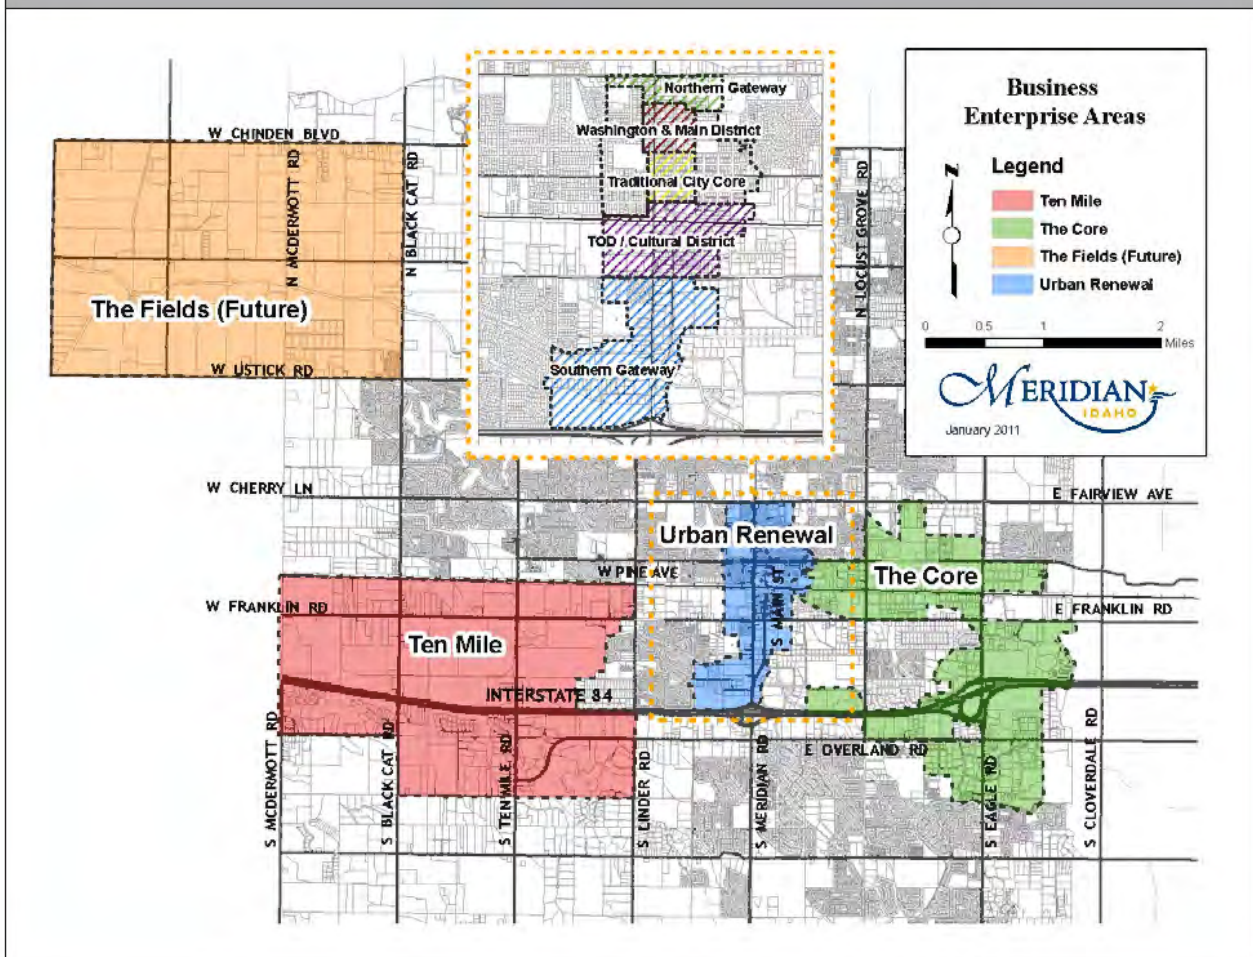 Business
Enterprise Areas
N
Legend
Ten Mile
The Core
The Fields (Future)
Urban Renewal
0 0.5 1 2
Miles
MERIDIAN
IDAHO
January 2011
Northern Gateway
Washington & Main District
Traditional City Core
TOD / Cultural District
Southern Gateway
W CHINDEN BLVD
N MCDERMOTT RD
N BLACK CAT RD
N LOCUST GROVE RD
The Fields (Future)
W USTICK RD
W CHERRY LN
E FAIRVIEW AVE
Urban Renewal
W PINE AVE
The Core
S MAIN ST
W FRANKLIN RD
E FRANKLIN RD
Ten Mile
INTERSTATE 84
E OVERLAND RD
S MCDERMOTT RD
S BLACK CAT RD
S TEN MILE RD
S LINDER RD
S MERIDIAN RD
S EAGLE RD
S CLOVERDALE RD